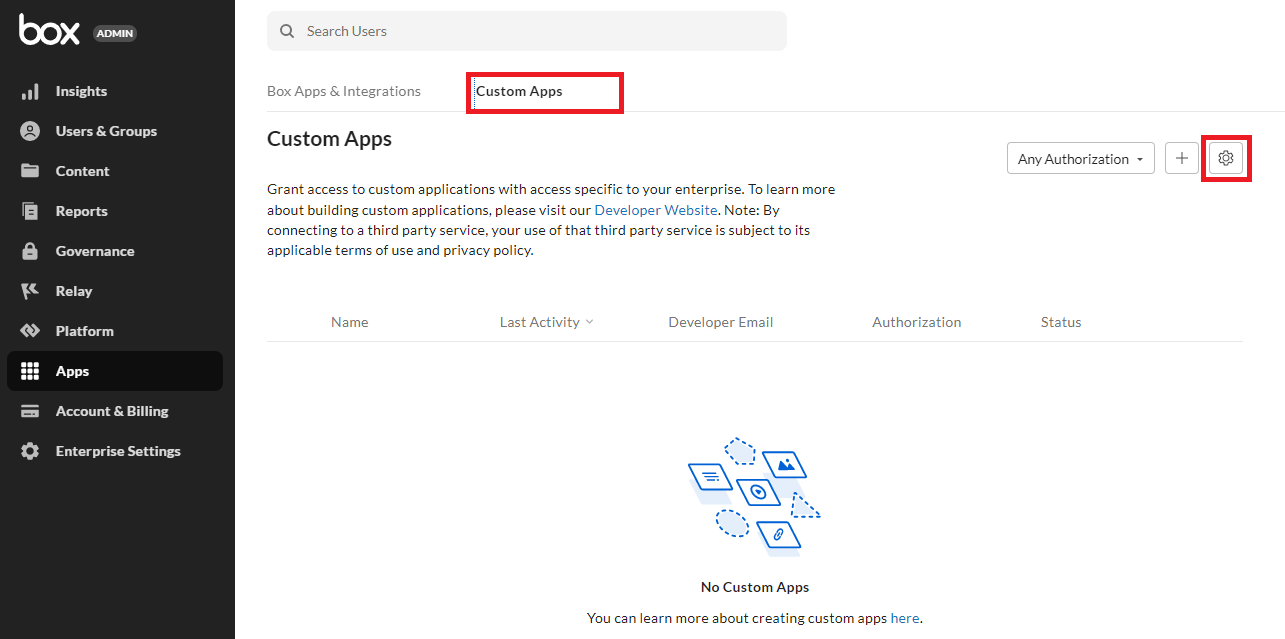 box ADMIN
Insights
Users & Groups
Content
Reports
Governance
Relay
Platform
Apps
Account & Billing
Enterprise Settings
Search Users
Box Apps & Integrations Custom Apps
Custom Apps
Any Authorization
Grant access to custom applications with access specific to your enterprise. To learn more
about building custom applications, please visit our Developer Website. Note: By
connecting to a third party service, your use of that third party service is subject to its
applicable terms of use and privacy policy.
Name Last Activity Developer Email Authorization Status
No Custom Apps
You can learn more about creating custom apps here.